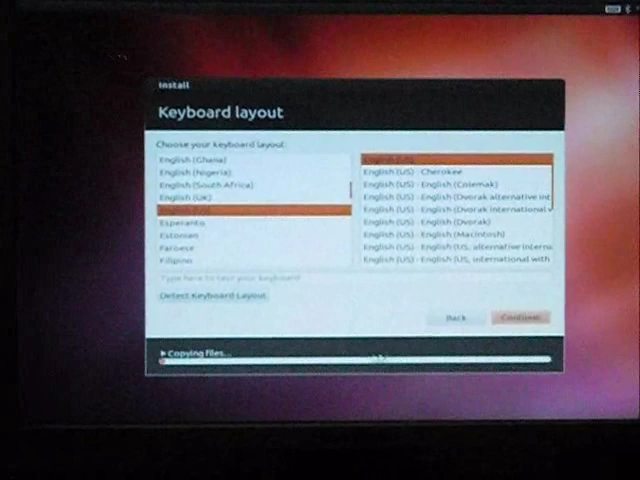 Install
Keyboard layout
Choose your keyboard layout:
English (Ghana)
English (Nigeria)
English (South Africa)
English (UK)
English (US)
Esperanto
Estonian
Faroese
Filipino
English (US)
English (US) - Cherokee
English (US) - English (Colemak)
English (US) - English (Dvorak alternative int
English (US) - English (Dvorak international
English (US) - English (Dvorak)
English (US) - English (Macintosh)
English (US) - English (US, alternative interna
English (US) - English (US, international with
Type here to test your keyboard
Detect Keyboard Layout
Back
Continue
Copying files...